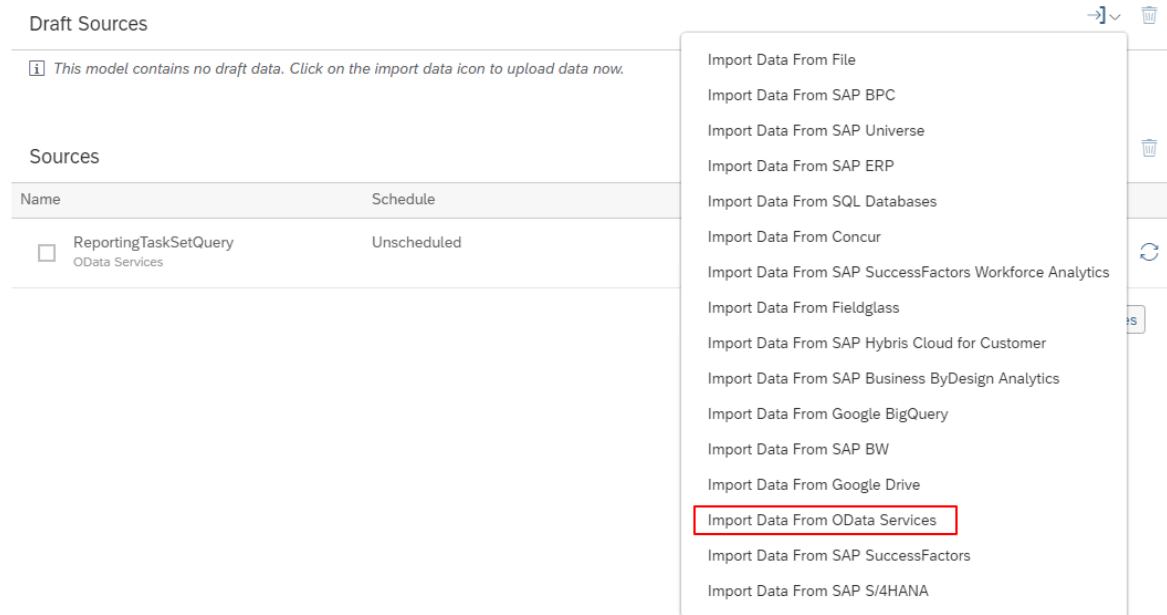 Draft Sources
This model contains no draft data. Click on the import data icon to upload data now.
Sources
Name Schedule
ReportingTaskSetQuery Unscheduled
OData Services
Import Data From File
Import Data From SAP BPC
Import Data From SAP Universe
Import Data From SAP ERP
Import Data From SQL Databases
Import Data From Concur
Import Data From SAP SuccessFactors Workforce Analytics
Import Data From Fieldglass
Import Data From SAP Hybris Cloud for Customer
Import Data From SAP Business ByDesign Analytics
Import Data From Google BigQuery
Import Data From SAP BW
Import Data From Google Drive
Import Data From OData Services
Import Data From SAP SuccessFactors
Import Data From SAP S/4HANA